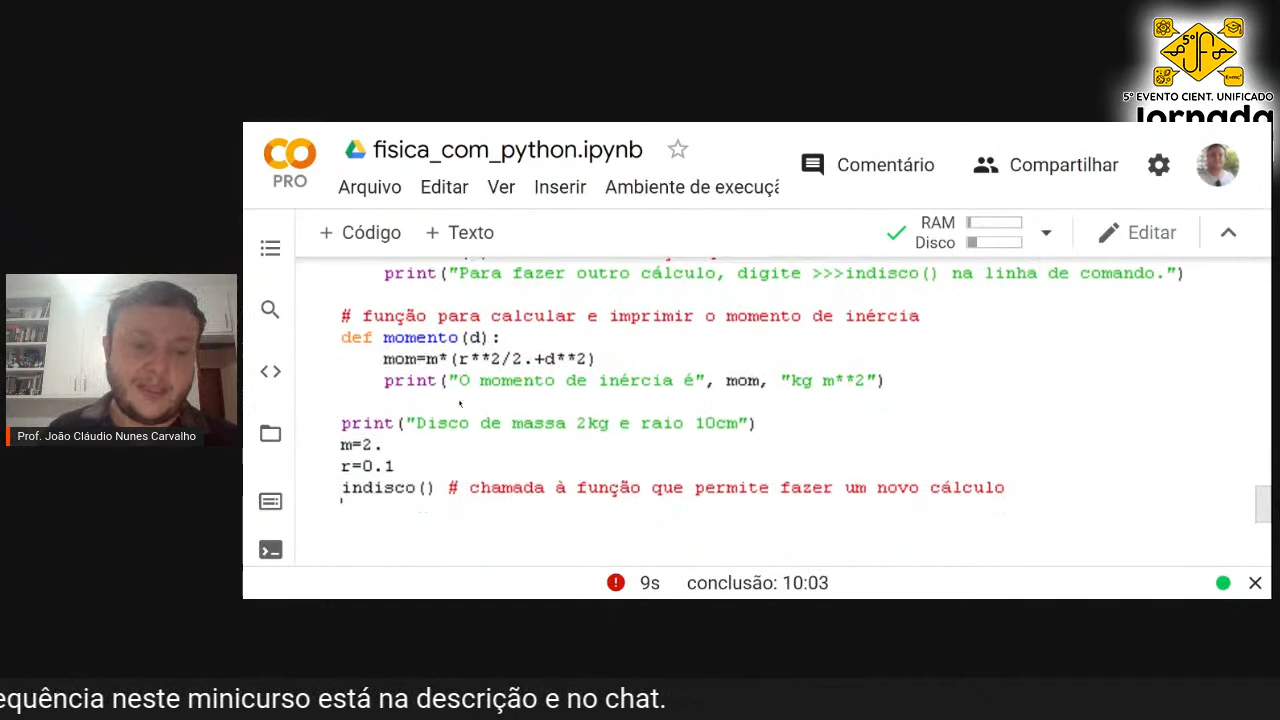 5º
E=mc²
5º EVENTO CIENT. UNIFICADO
Jornada
CO
PRO
fisica_com_python.ipynb
Arquivo Editar Ver Inserir Ambiente de execuçã
Comentário
Compartilhar
+ Código + Texto
RAM
Disco
Editar
print("Para fazer outro cálculo, digite >>>indisco() na linha de comando.")
# função para calcular e imprimir o momento de inércia
def momento(d):
mom=m*(r**2/2.+d**2)
print("O momento de inércia é", mom, "kg m**2")
print("Disco de massa 2kg e raio 10cm")
m=2.
r=0.1
indisco() # chamada à função que permite fazer um novo cálculo
9s conclusão: 10:03
Prof. João Cláudio Nunes Carvalho
equência neste minicurso está na descrição e no chat.